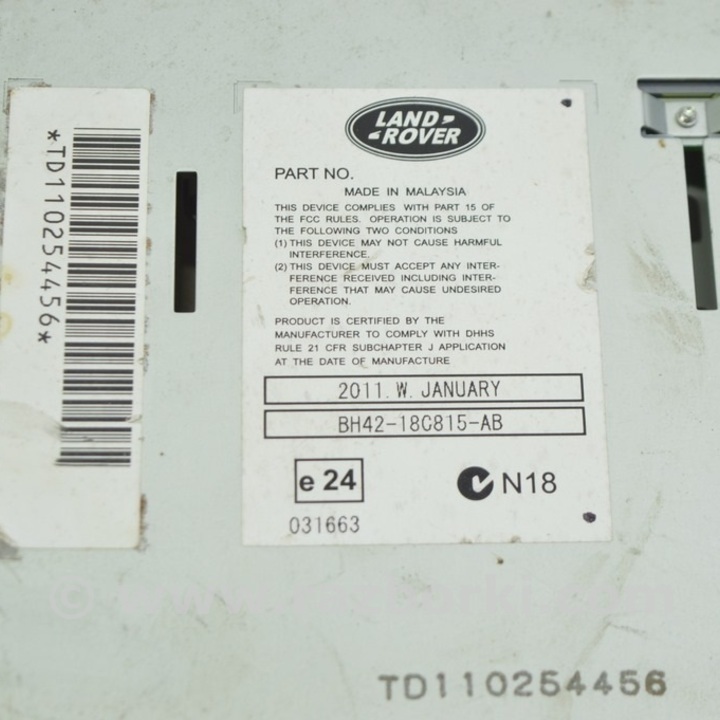 *TD110254456*
LAND
ROVER
PART NO.
MADE IN MALAYSIA
THIS DEVICE COMPLIES WITH PART 15 OF
THE FCC RULES. OPERATION IS SUBJECT TO
THE FOLLOWING TWO CONDITIONS
(1) THIS DEVICE MAY NOT CAUSE HARMFUL
INTERFERENCE,
(2) THIS DEVICE MUST ACCEPT ANY INTER-
FERENCE RECEIVED INCLUDING INTER-
FERENCE THAT MAY CAUSE UNDESIRED
OPERATION.
PRODUCT IS CERTIFIED BY THE
MANUFACTURER TO COMPLY WITH DHHS
RULE 21 CFR SUBCHAPTER J APPLICATION
AT THE DATE OF MANUFACTURE
2011. W. JANUARY
BH42-18C815-AB
e 24
N18
031663
TD110254456